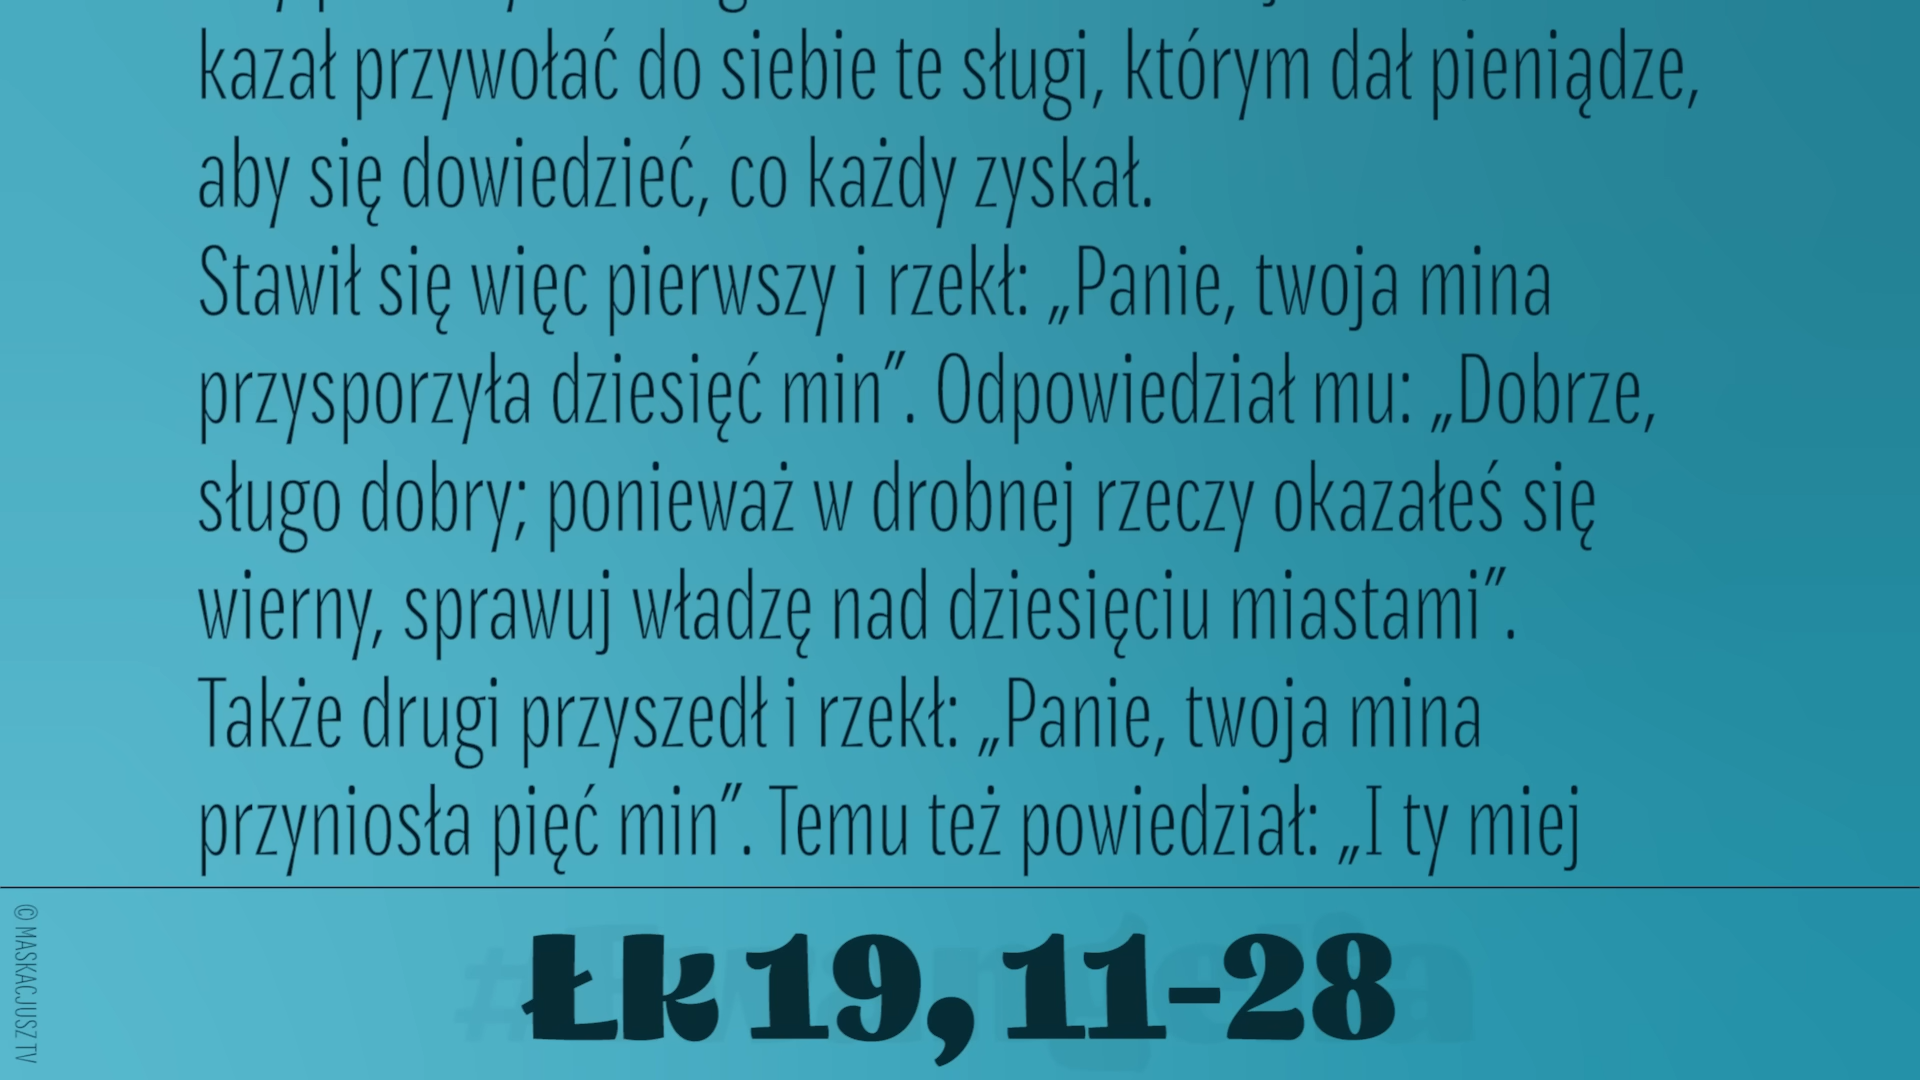 kazał przywołać do siebie te sługi, którym dał pieniądze,
aby się dowiedzieć, co każdy zyskał.
Stawił się więc pierwszy i rzekł: „Panie, twoja mina
przysporzyła dziesięć min”. Odpowiedział mu: „Dobrze,
sługo dobry; ponieważ w drobnej rzeczy okazałeś się
wierny, sprawuj władzę nad dziesięciu miastami”.
Także drugi przyszedł i rzekł: „Panie, twoja mina
przyniosła pięć min”. Temu też powiedział: „I ty miej
Łk 19, 11-28
© MASKACJUSZ TV